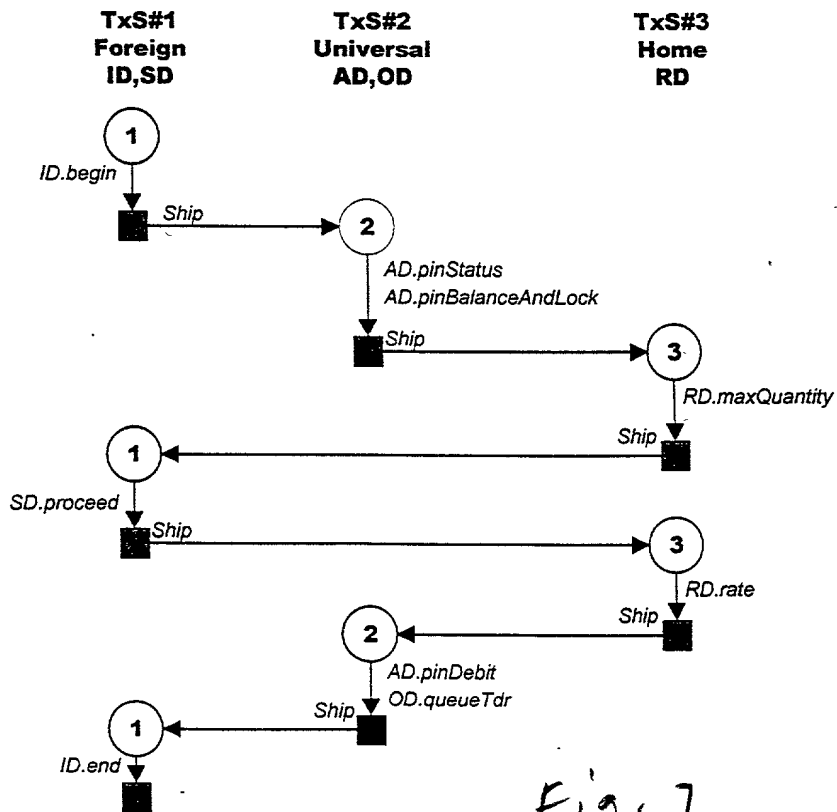 TxS#1
Foreign
ID,SD
TxS#2
Universal
AD,OD
TxS#3
Home
RD
1
ID.begin
Ship
2
AD.pinStatus
AD.pinBalanceAndLock
Ship
3
RD.maxQuantity
Ship
1
SD.proceed
Ship
3
RD.rate
Ship
2
AD.pinDebit
OD.queueTdr
Ship
1
ID.end
Fig. 7